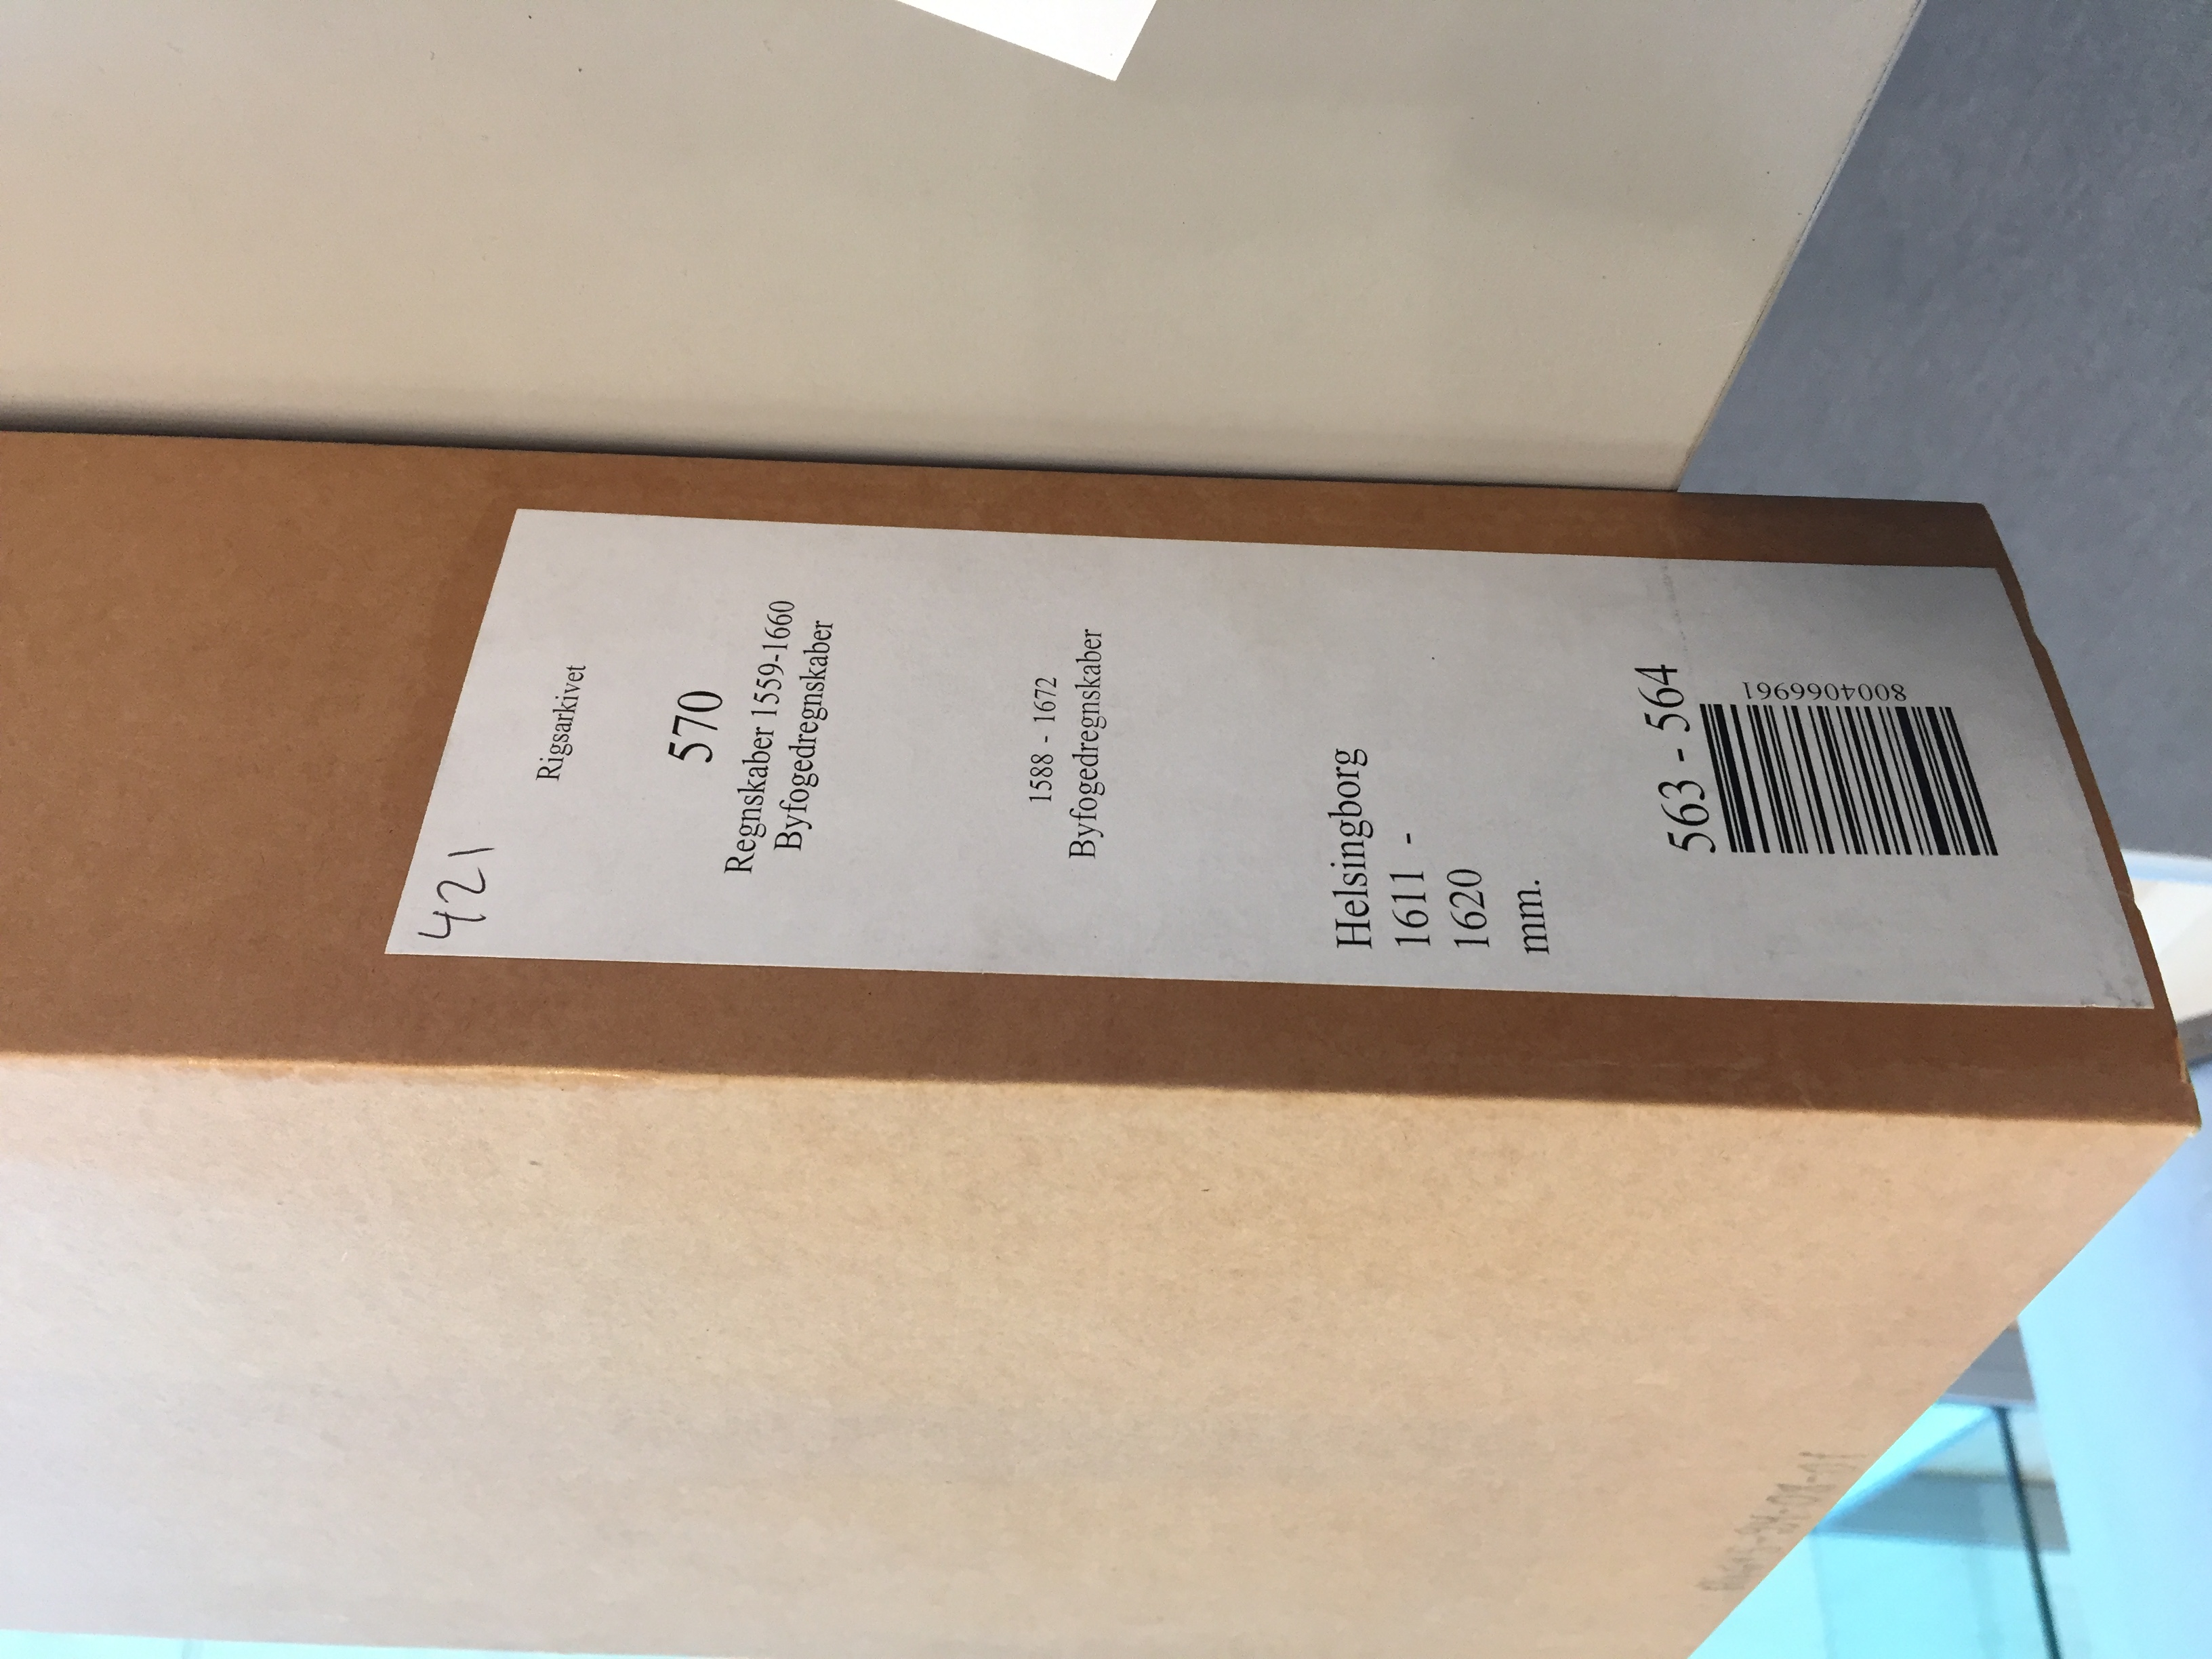 421
Rigsarkivet
570
Regnskaber 1559-1660
Byfogedregnskaber
1588 - 1672
Byfogedregnskaber
Helsingborg
1611 -
1620
mm.
563 - 564
8004066961